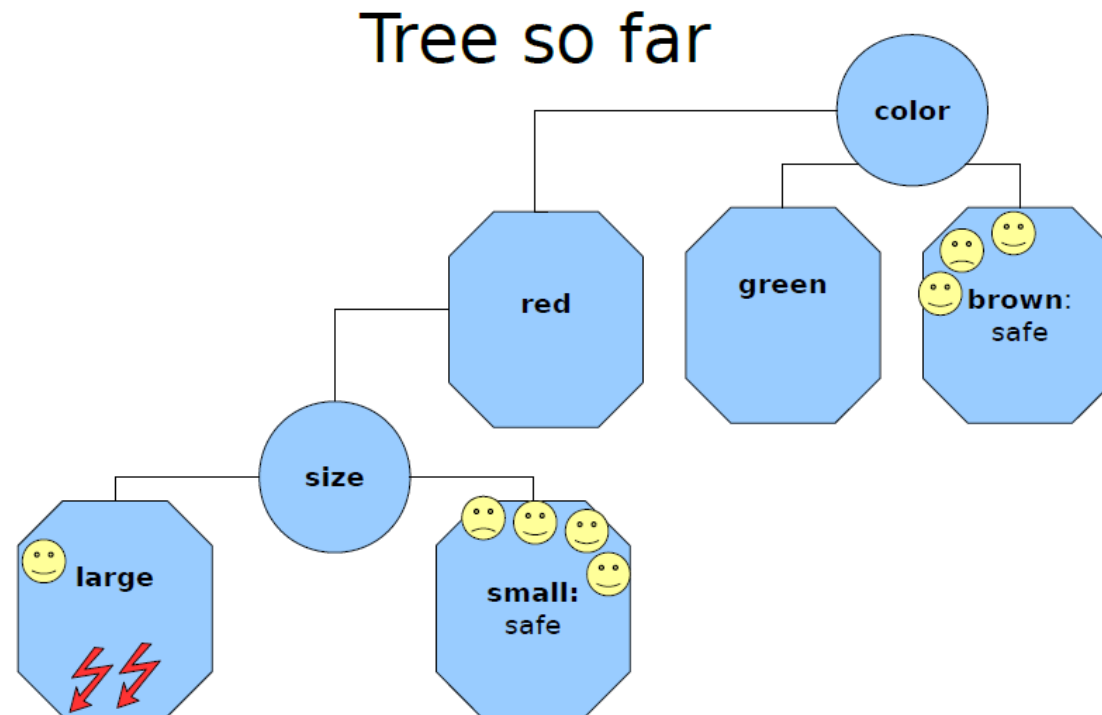 Tree so far
color
red
green
brown:
safe
size
large
small:
safe